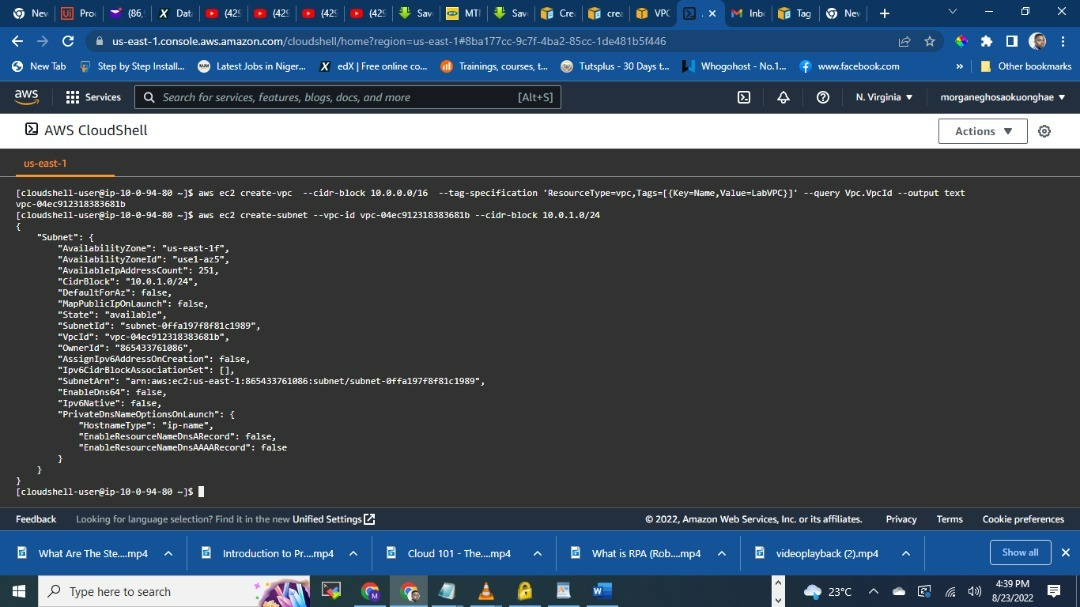 Nev
Pro
(86,
Data
(429
(429
(429
(429
Sav
MT
Sav
Cre
crea
VPC
Inb
Tag
Nev
us-east-1.console.aws.amazon.com/cloudshell/home?region=us-east-1#8ba177cc-9c7f-4ba2-85cc-1de481b5f446
New Tab
Step by Step Install...
Latest Jobs in Niger...
edX | Free online co...
Trainings, courses, t...
Tutsplus - 30 Days t...
Whogohost - No.1...
www.facebook.com
»
Other bookmarks
aws
Services
Search for services, features, blogs, docs, and more
[Alt+S]
N. Virginia ▼
morganeghosaokuonghae ▼
AWS CloudShell
Actions ▼
us-east-1
[cloudshell-user@ip-10-0-94-80 ~]$ aws ec2 create-vpc --cidr-block 10.0.0.0/16 --tag-specification 'ResourceType=vpc,Tags=[{Key=Name,Value=LabVPC}]' --query Vpc.VpcId --output text
vpc-04ec912318383681b
[cloudshell-user@ip-10-0-94-80 ~]$ aws ec2 create-subnet --vpc-id vpc-04ec912318383681b --cidr-block 10.0.1.0/24
{
"Subnet": {
"AvailabilityZone": "us-east-1f",
"AvailabilityZoneId": "use1-az5",
"AvailableIpAddressCount": 251,
"CidrBlock": "10.0.1.0/24",
"DefaultForAz": false,
"MapPublicIpOnLaunch": false,
"State": "available",
"SubnetId": "subnet-0ffa197f8f81c1989",
"VpcId": "vpc-04ec912318383681b",
"OwnerId": "865433761086",
"AssignIpv6AddressOnCreation": false,
"Ipv6CidrBlockAssociationSet": [],
"SubnetArn": "arn:aws:ec2:us-east-1:865433761086:subnet/subnet-0ffa197f8f81c1989",
"EnableDns64": false,
"Ipv6Native": false,
"PrivateDnsNameOptionsOnLaunch": {
"HostnameType": "ip-name",
"EnableResourceNameDnsARecord": false,
"EnableResourceNameDnsAAAARecord": false
}
}
}
[cloudshell-user@ip-10-0-94-80 ~]$
Feedback
Looking for language selection? Find it in the new Unified Settings
© 2022, Amazon Web Services, Inc. or its affiliates.
Privacy
Terms
Cookie preferences
What Are The Ste....mp4
Introduction to Pr....mp4
Cloud 101 - The....mp4
What is RPA (Rob....mp4
videoplayback (2).mp4
Show all
Type here to search
23°C
4:39 PM
8/23/2022